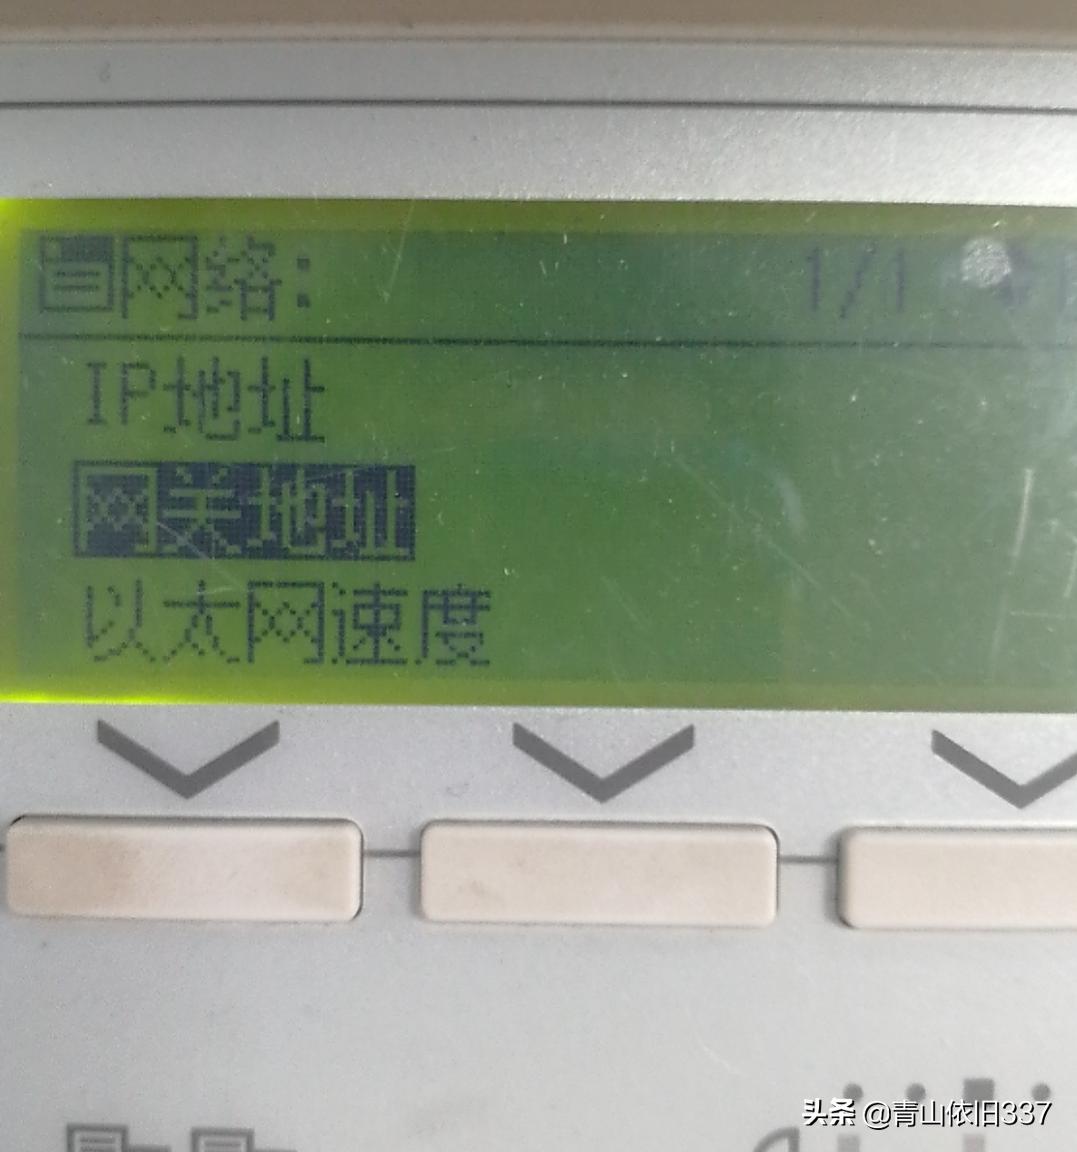 网络: 1/1
IP地址
网关地址
以太网速度
头条 @青山依旧337